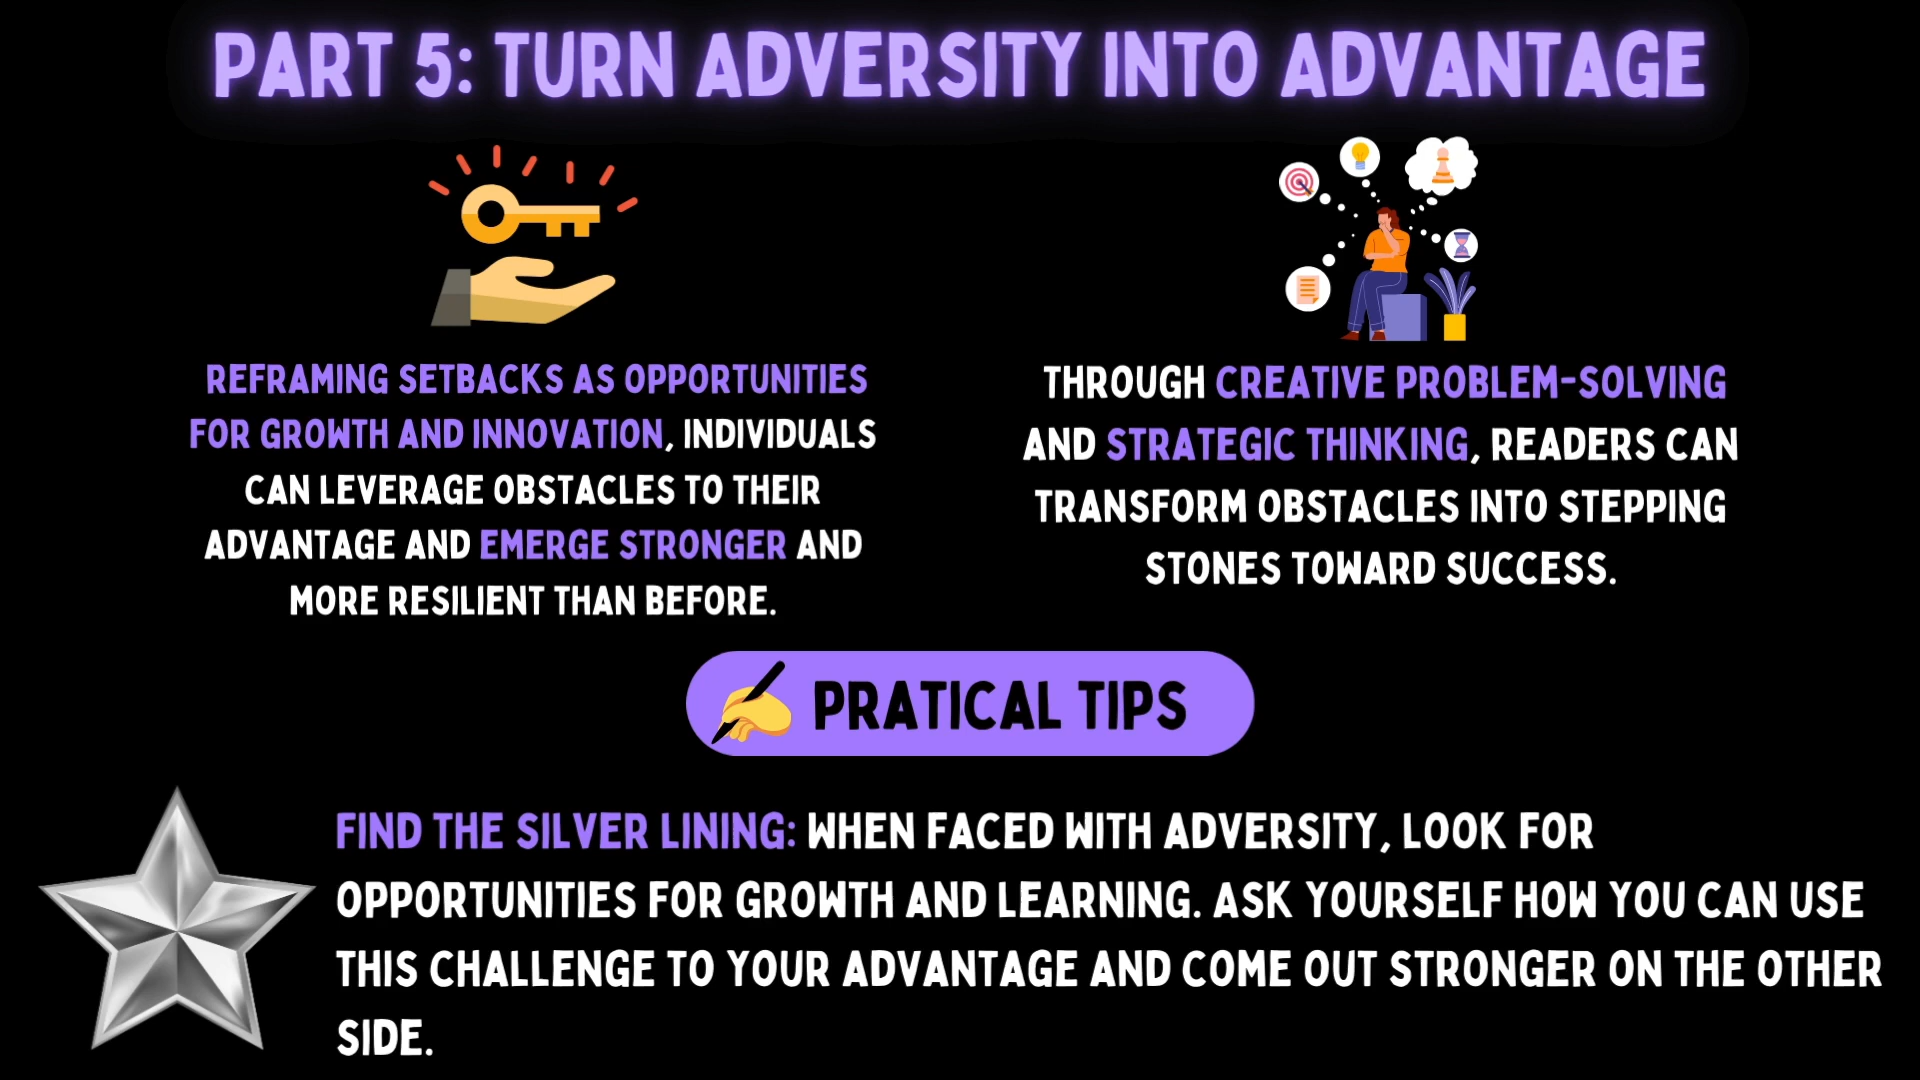 PART 5: TURN ADVERSITY INTO ADVANTAGE
REFRAMING SETBACKS AS OPPORTUNITIES
FOR GROWTH AND INNOVATION, INDIVIDUALS
CAN LEVERAGE OBSTACLES TO THEIR
ADVANTAGE AND EMERGE STRONGER AND
MORE RESILIENT THAN BEFORE.
THROUGH CREATIVE PROBLEM-SOLVING
AND STRATEGIC THINKING, READERS CAN
TRANSFORM OBSTACLES INTO STEPPING
STONES TOWARD SUCCESS.
PRATICAL TIPS
FIND THE SILVER LINING: WHEN FACED WITH ADVERSITY, LOOK FOR
OPPORTUNITIES FOR GROWTH AND LEARNING. ASK YOURSELF HOW YOU CAN USE
THIS CHALLENGE TO YOUR ADVANTAGE AND COME OUT STRONGER ON THE OTHER
SIDE.